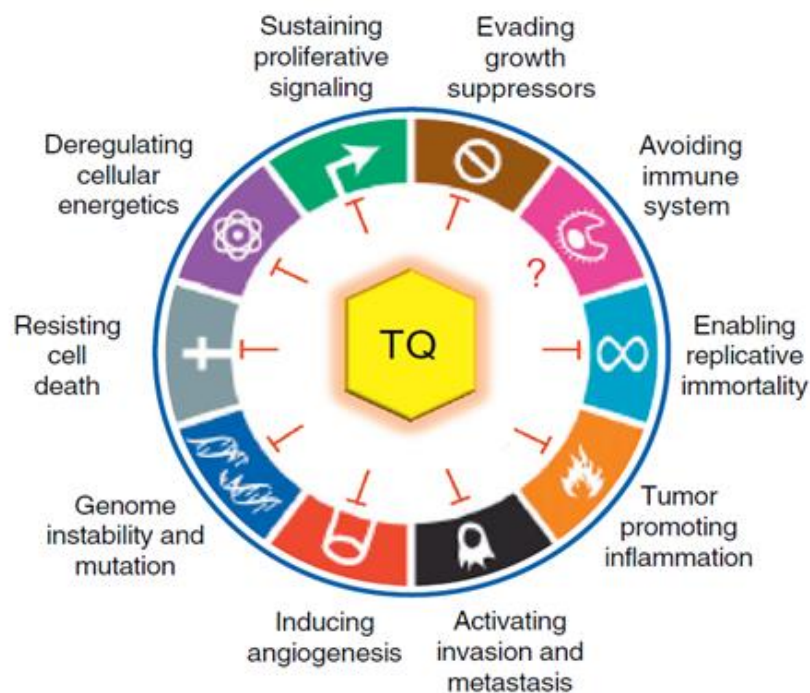 Sustaining
proliferative
signaling
Evading
growth
suppressors
Avoiding
immune
system
Enabling
replicative
immortality
Tumor
promoting
inflammation
Activating
invasion and
metastasis
Inducing
angiogenesis
Genome
instability and
mutation
Resisting
cell
death
Deregulating
cellular
energetics
?
TQ